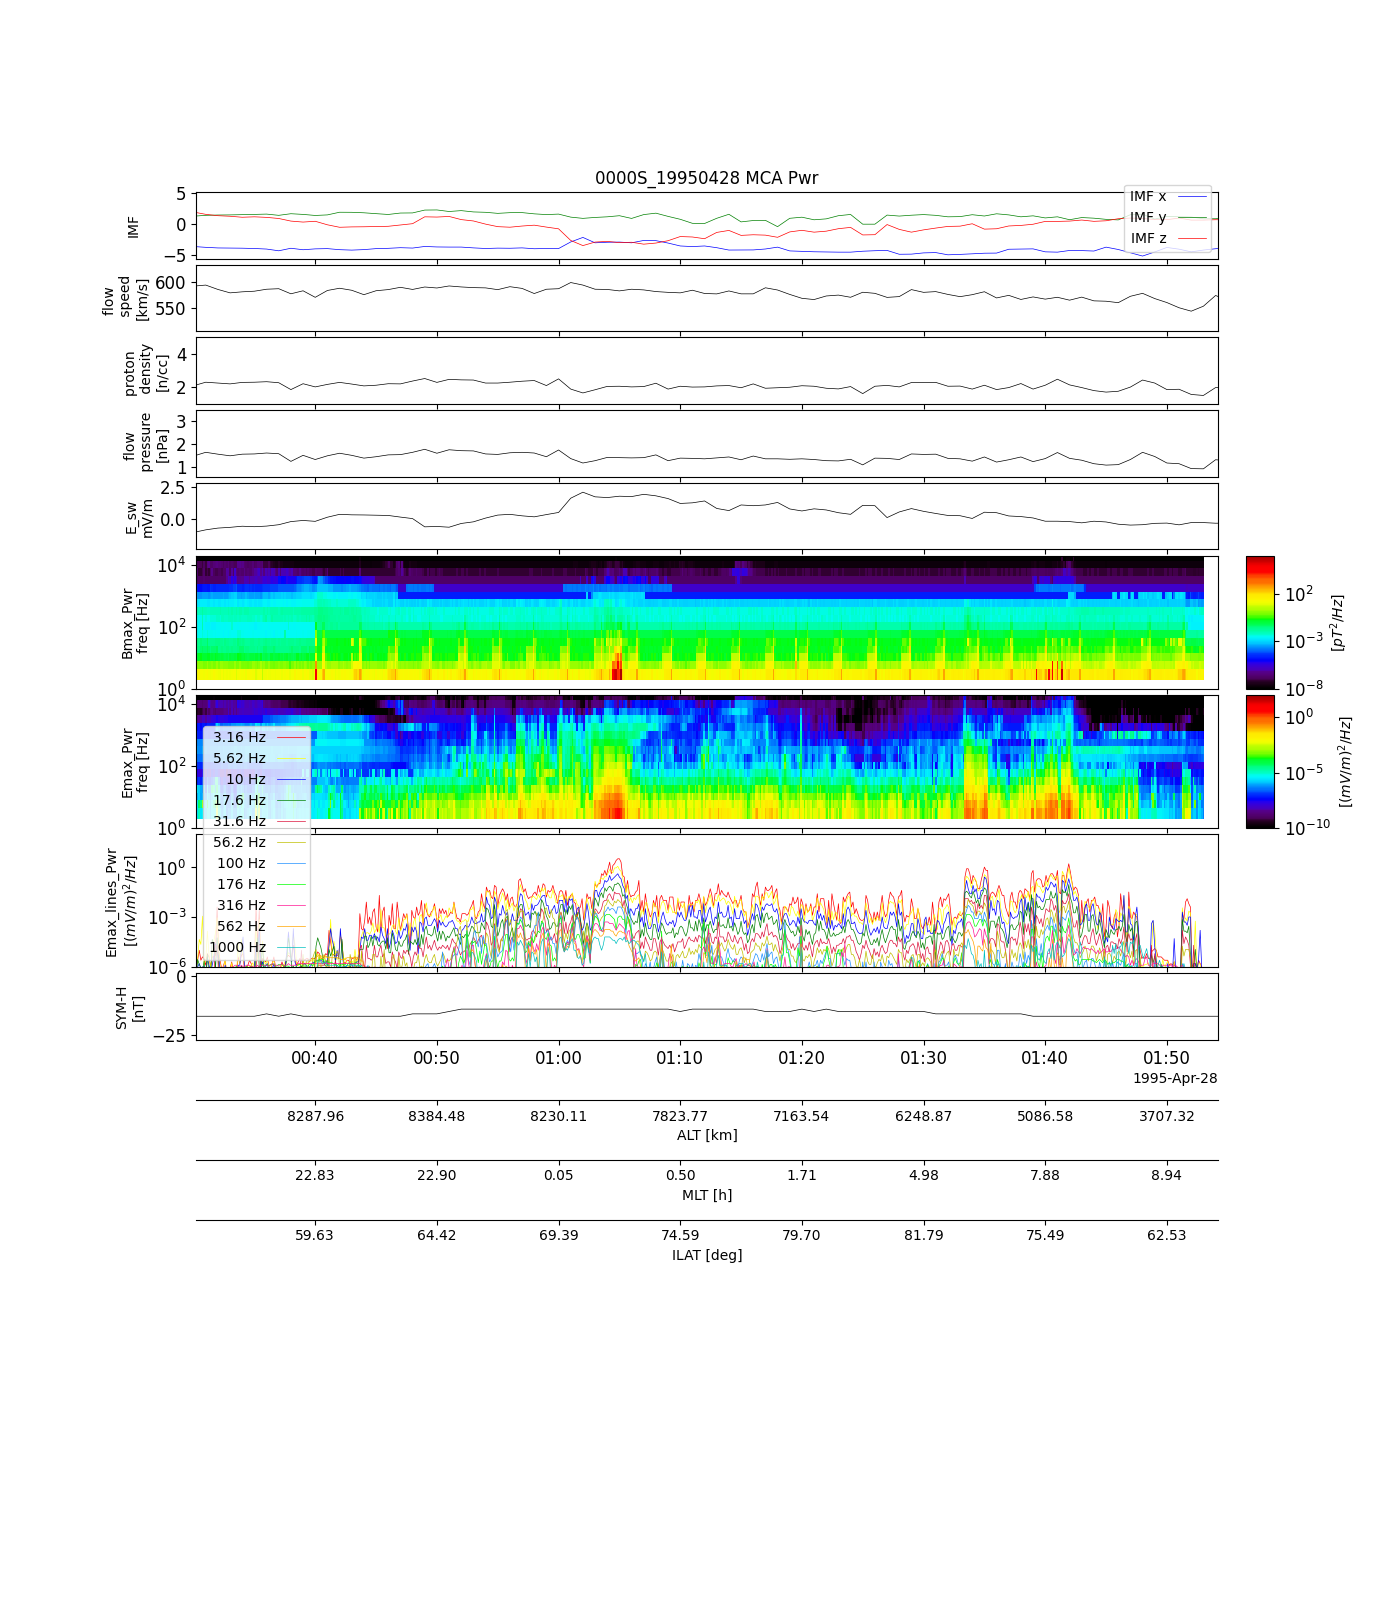 0000S_19950428 MCA Pwr
IMF
5
0
−5
IMF x
IMF y
IMF z
flow
speed
[km/s]
600
550
proton
density
[n/cc]
4
2
flow
pressure
[nPa]
3
2
1
E_sw
mV/m
2.5
0.0
Bmax_Pwr
freq [Hz]
10^4
10^2
10^0
10^2
10^−3
10^−8
[pT^2/Hz]
Emax_Pwr
freq [Hz]
10^4
10^2
10^0
10^0
10^−5
10^−10
[(mV/m)^2/Hz]
3.16 Hz
5.62 Hz
10 Hz
17.6 Hz
31.6 Hz
56.2 Hz
100 Hz
176 Hz
316 Hz
562 Hz
1000 Hz
Emax_lines_Pwr
[(mV/m)^2/Hz]
10^0
10^−3
10^−6
SYM-H
[nT]
0
−25
00:40 00:50 01:00 01:10 01:20 01:30 01:40 01:50
1995-Apr-28
8287.96 8384.48 8230.11 7823.77 7163.54 6248.87 5086.58 3707.32
ALT [km]
22.83 22.90 0.05 0.50 1.71 4.98 7.88 8.94
MLT [h]
59.63 64.42 69.39 74.59 79.70 81.79 75.49 62.53
ILAT [deg]